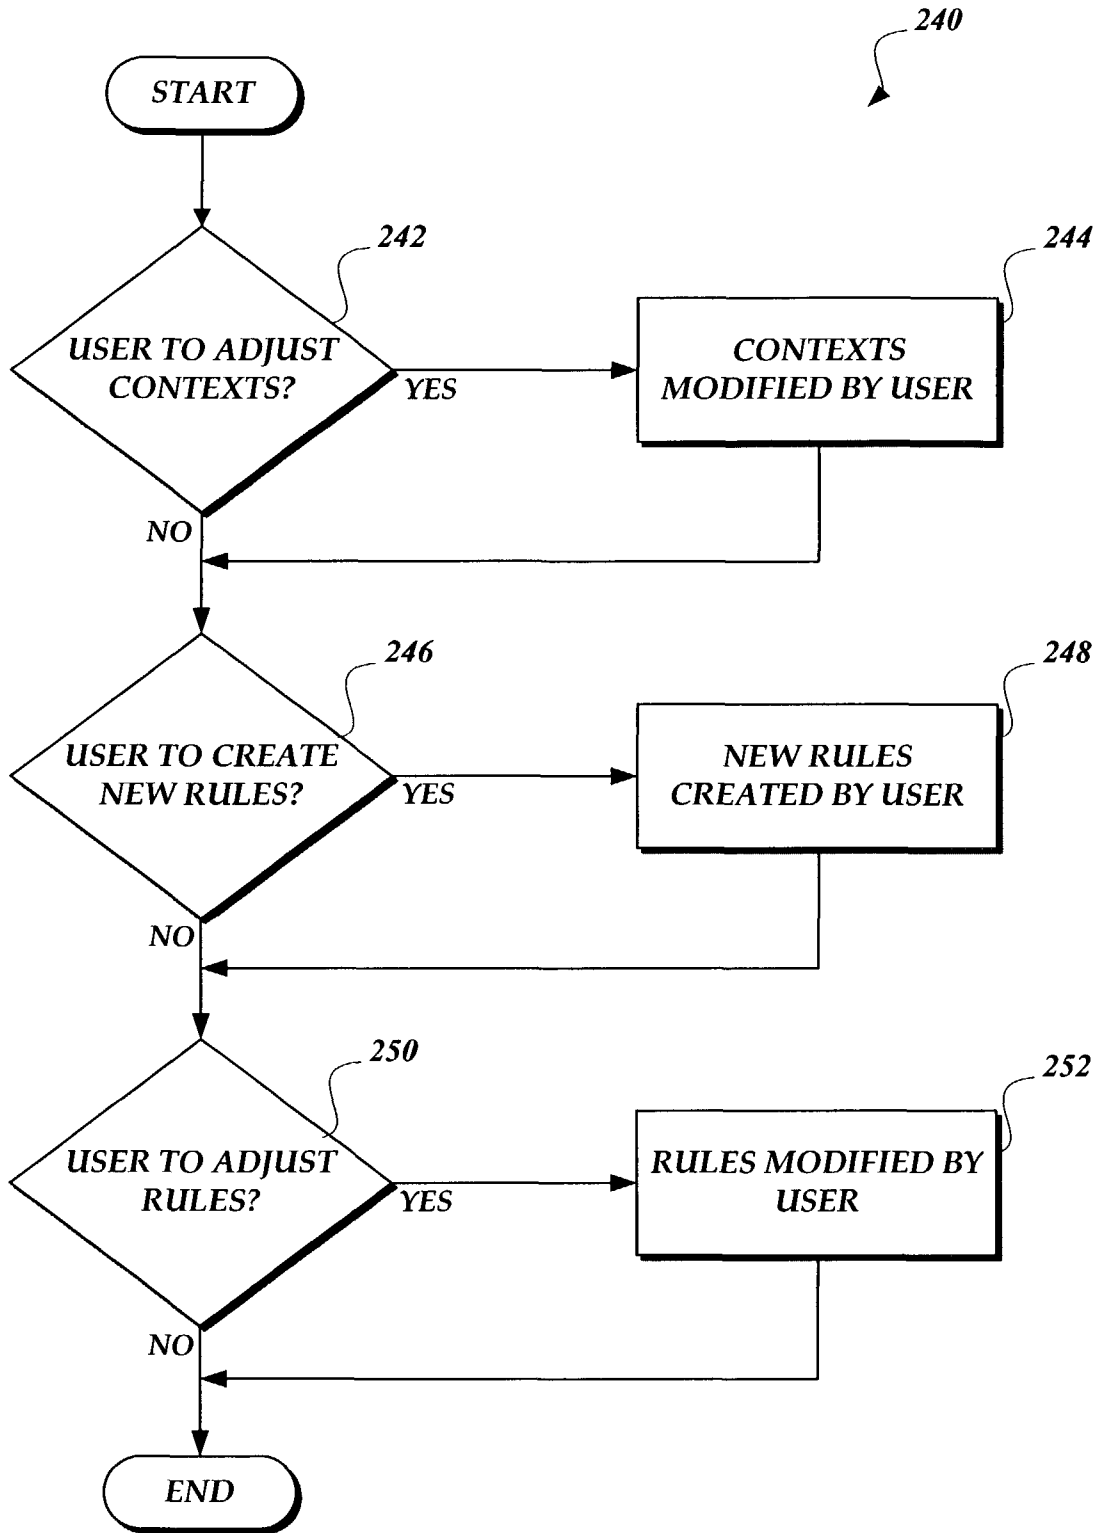 240
START
242
244
USER TO ADJUST
CONTEXTS?
YES
CONTEXTS
MODIFIED BY USER
NO
246
248
USER TO CREATE
NEW RULES?
YES
NEW RULES
CREATED BY USER
NO
250
252
USER TO ADJUST
RULES?
YES
RULES MODIFIED BY
USER
NO
END